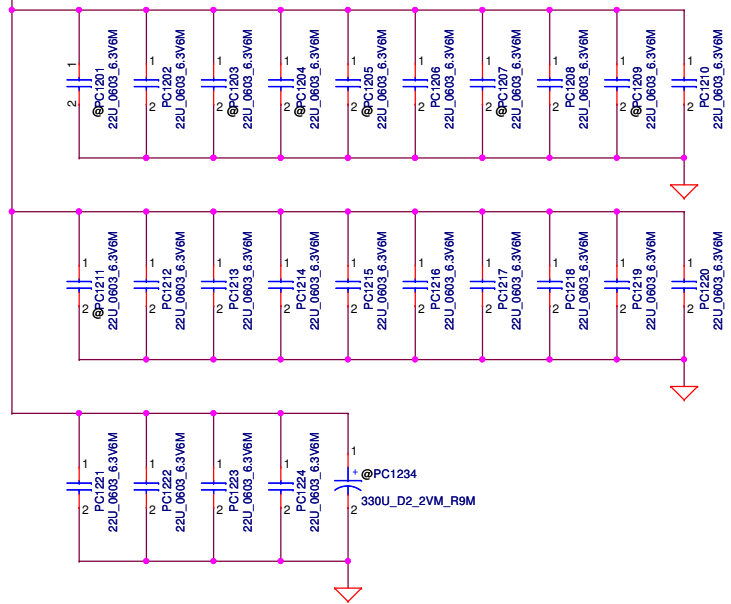 1
2
@PC1201
22U_0603_6.3V6M
1
2
PC1202
22U_0603_6.3V6M
1
2
@PC1203
22U_0603_6.3V6M
1
2
@PC1204
22U_0603_6.3V6M
1
2
@PC1205
22U_0603_6.3V6M
1
2
PC1206
22U_0603_6.3V6M
1
2
@PC1207
22U_0603_6.3V6M
1
2
PC1208
22U_0603_6.3V6M
1
2
@PC1209
22U_0603_6.3V6M
1
2
PC1210
22U_0603_6.3V6M
1
2
@PC1211
22U_0603_6.3V6M
1
2
PC1212
22U_0603_6.3V6M
1
2
PC1213
22U_0603_6.3V6M
1
2
PC1214
22U_0603_6.3V6M
1
2
PC1215
22U_0603_6.3V6M
1
2
PC1216
22U_0603_6.3V6M
1
2
PC1217
22U_0603_6.3V6M
1
2
PC1218
22U_0603_6.3V6M
1
2
PC1219
22U_0603_6.3V6M
1
2
PC1220
22U_0603_6.3V6M
1
2
PC1221
22U_0603_6.3V6M
1
2
PC1222
22U_0603_6.3V6M
1
2
PC1223
22U_0603_6.3V6M
1
2
PC1224
22U_0603_6.3V6M
1
+ @PC1234
330U_D2_2VM_R9M
2